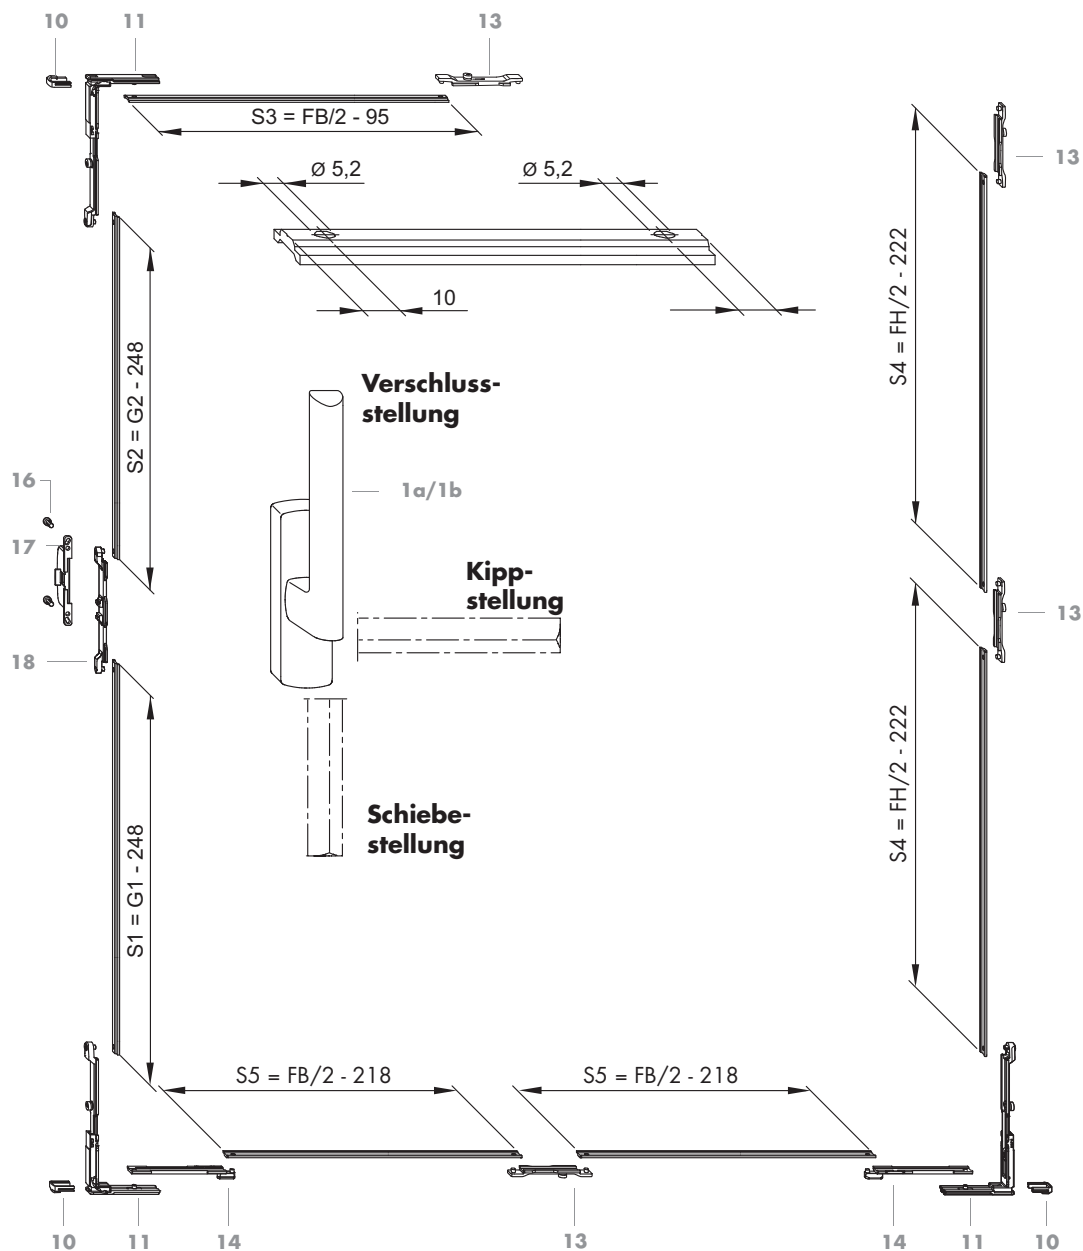 10
11
13
S3 = FB/2 - 95
13
Ø 5,2
Ø 5,2
10
S4 = FH/2 - 222
S2 = G2 - 248
Verschluss-
stellung
16
1a/1b
17
Kipp-
stellung
13
18
S4 = FH/2 - 222
Schiebe-
stellung
S1 = G1 - 248
S5 = FB/2 - 218
S5 = FB/2 - 218
10
11
14
13
14
11
10